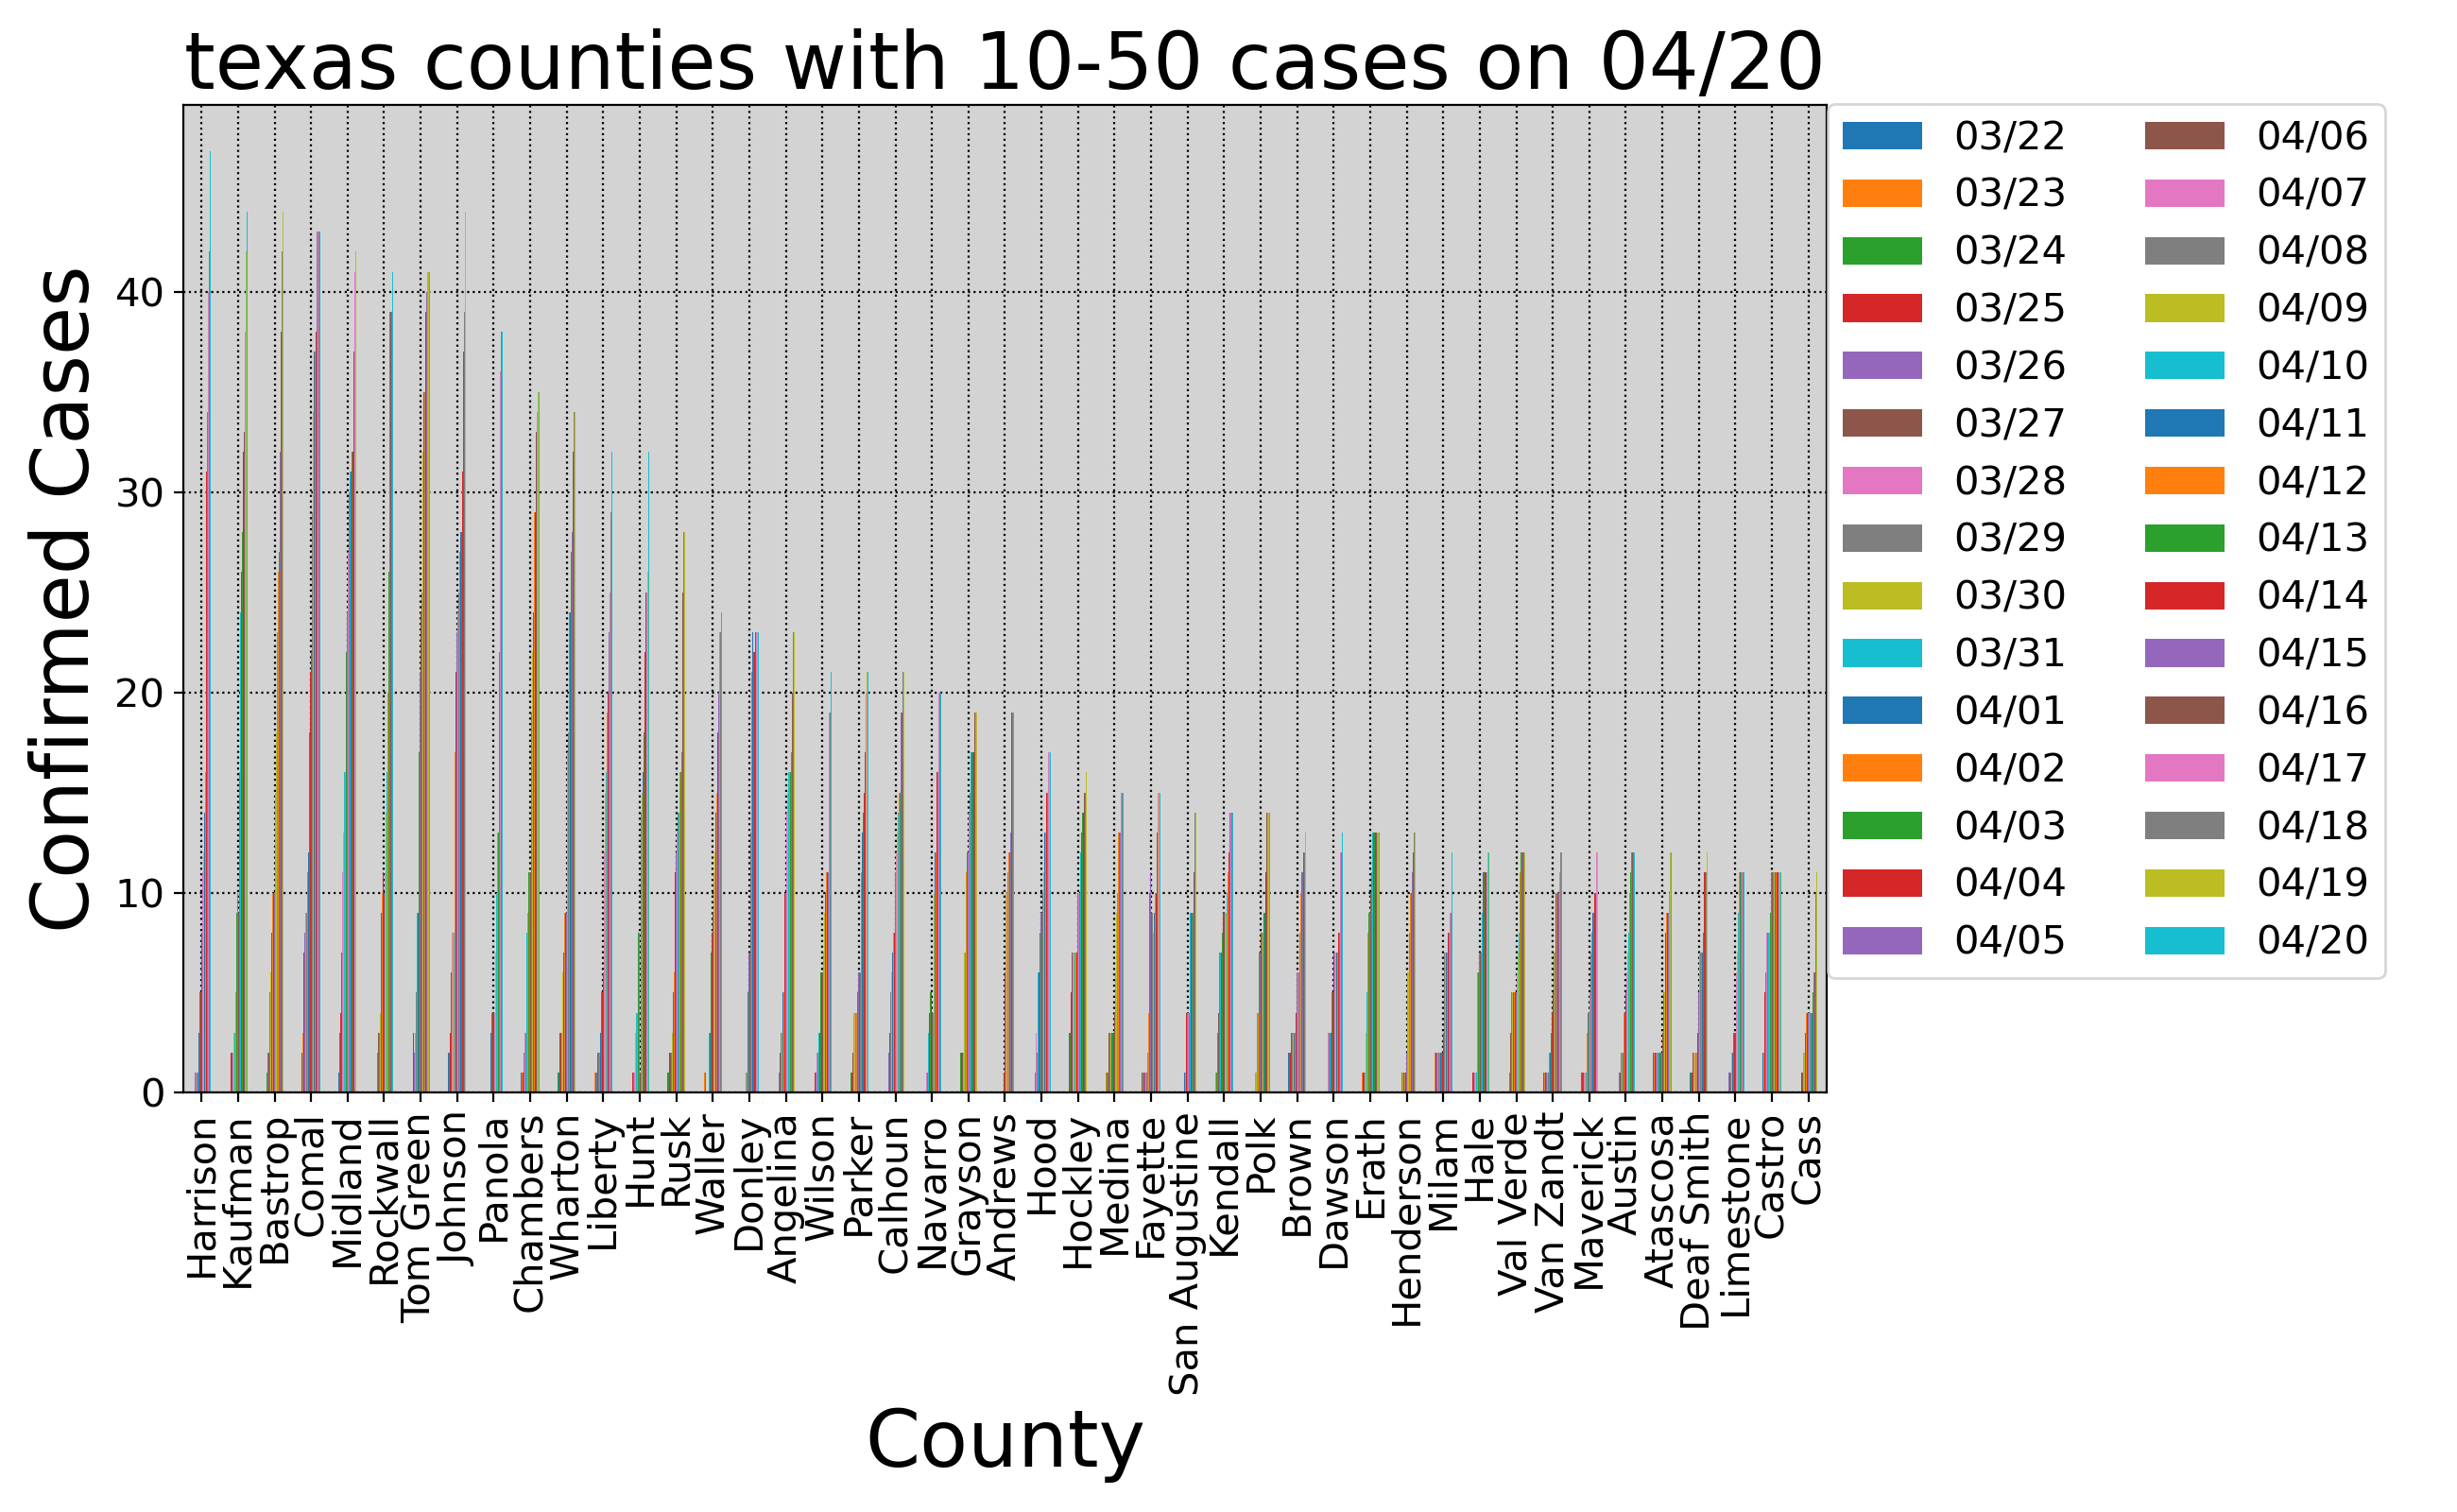 texas counties with 10-50 cases on 04/20
Confirmed Cases
40
30
20
10
0
Harrison
Kaufman
Bastrop
Comal
Midland
Rockwall
Tom Green
Johnson
Panola
Chambers
Wharton
Liberty
Hunt
Rusk
Waller
Donley
Angelina
Wilson
Parker
Calhoun
Navarro
Grayson
Andrews
Hood
Hockley
Medina
Fayette
San Augustine
Kendall
Polk
Brown
Dawson
Erath
Henderson
Milam
Hale
Val Verde
Van Zandt
Maverick
Austin
Atascosa
Deaf Smith
Limestone
Castro
Cass
County
03/22
03/23
03/24
03/25
03/26
03/27
03/28
03/29
03/30
03/31
04/01
04/02
04/03
04/04
04/05
04/06
04/07
04/08
04/09
04/10
04/11
04/12
04/13
04/14
04/15
04/16
04/17
04/18
04/19
04/20